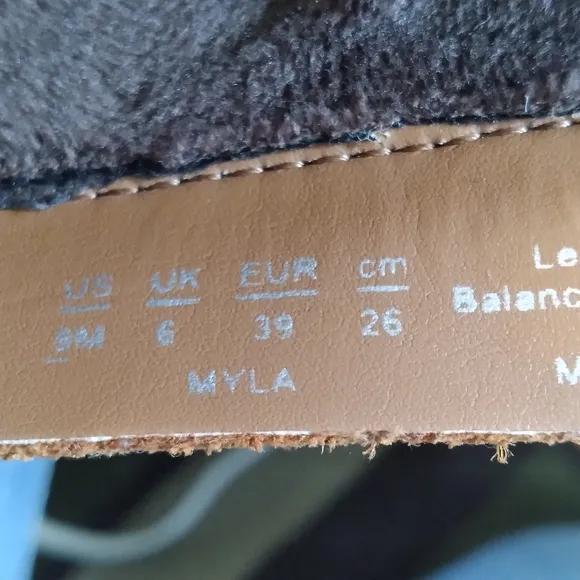 US UK EUR cm
9M 6 39 26
MYLA
Le
Balanc
M